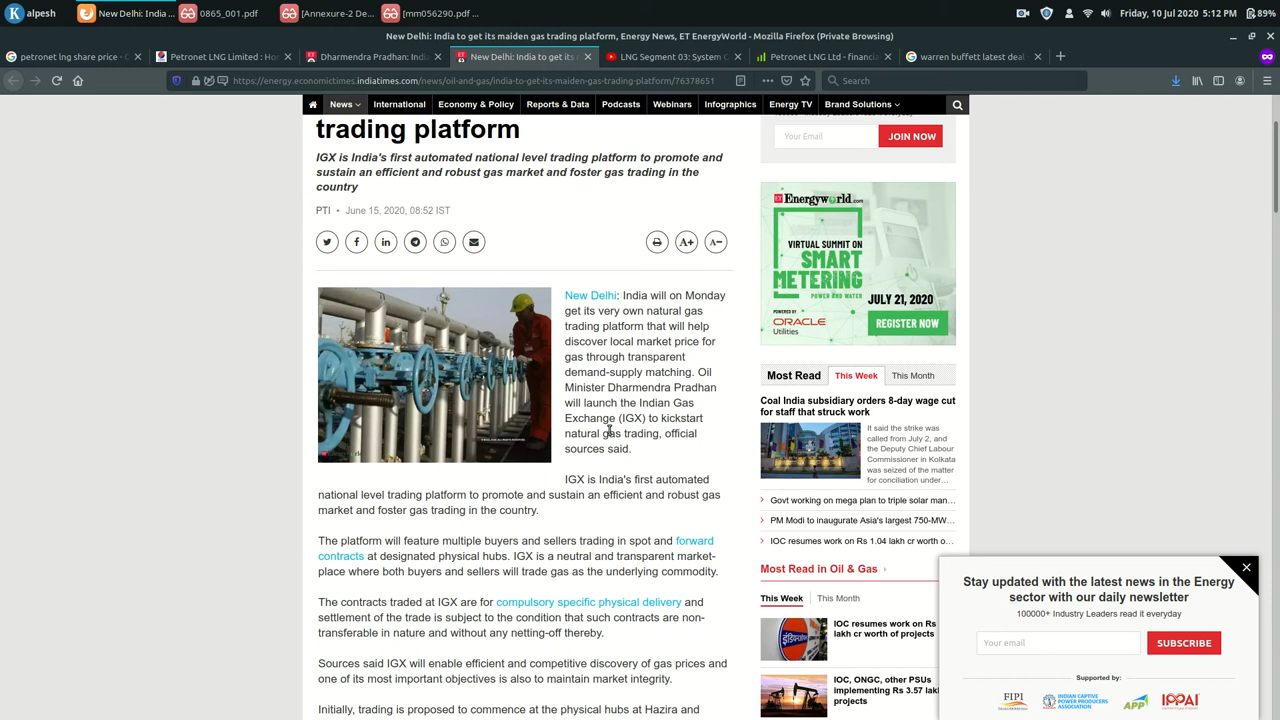 alpesh
New Delhi: India ...
0865_001.pdf
[Annexure-2 De...
[mm056290.pdf ...
Friday, 10 Jul 2020 | 5:12 PM
89%
New Delhi: India to get its maiden gas trading platform, Energy News, ET EnergyWorld - Mozilla Firefox (Private Browsing)
petronet lng share price -
Petronet LNG Limited : Ho
Dharmendra Pradhan: Indi
New Delhi: India to get its
LNG Segment 03: System
Petronet LNG Ltd - financi
warren buffett latest deal -
https://energy.economictimes.indiatimes.com/news/oil-and-gas/india-to-get-its-maiden-gas-trading-platform/76378651
Search
News
International
Economy & Policy
Reports & Data
Podcasts
Webinars
Infographics
Energy TV
Brand Solutions
trading platform
IGX is India's first automated national level trading platform to promote and
sustain an efficient and robust gas market and foster gas trading in the
country
PTI • June 15, 2020, 08:52 IST
A+
A−
New Delhi: India will on Monday
get its very own natural gas
trading platform that will help
discover local market price for
gas through transparent
demand-supply matching. Oil
Minister Dharmendra Pradhan
will launch the Indian Gas
Exchange (IGX) to kickstart
natural gas trading, official
sources said.
IGX is India's first automated
national level trading platform to promote and sustain an efficient and robust gas
market and foster gas trading in the country.
The platform will feature multiple buyers and sellers trading in spot and forward
contracts at designated physical hubs. IGX is a neutral and transparent market-
place where both buyers and sellers will trade gas as the underlying commodity.
The contracts traded at IGX are for compulsory specific physical delivery and
settlement of the trade is subject to the condition that such contracts are non-
transferable in nature and without any netting-off thereby.
Sources said IGX will enable efficient and competitive discovery of gas prices and
one of its most important objectives is also to maintain market integrity.
Initially, trading is proposed to commence at the physical hubs at Hazira and
Your Email
JOIN NOW
ET Energyworld.com
VIRTUAL SUMMIT ON
SMART
METERING
POWER AND WATER
JULY 21, 2020
POWERED BY
ORACLE
Utilities
REGISTER NOW
Most Read
This Week
This Month
Coal India subsidiary orders 8-day wage cut
for staff that struck work
It said the strike was
called from July 2, and
the Deputy Chief Labour
Commissioner in Kolkata
was seized of the matter
for conciliation under...
Govt working on mega plan to triple solar man...
PM Modi to inaugurate Asia's largest 750-MW...
IOC resumes work on Rs 1.04 lakh cr worth o...
Most Read in Oil & Gas
This Week
This Month
IOC resumes work on Rs
lakh cr worth of projects
IOC, ONGC, other PSUs
implementing Rs 3.57 lakh
projects
Stay updated with the latest news in the Energy
sector with our daily newsletter
100000+ Industry Leaders read it everyday
Your email
SUBSCRIBE
Supported by:
FIPI
INDIAN CAPTIVE
POWER PRODUCERS
ASSOCIATION
APP
IPPAI